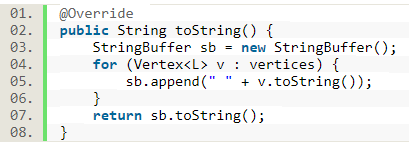 01. @Override
02. public String toString() {
03.     StringBuffer sb = new StringBuffer();
04.     for (Vertex<L> v : vertices) {
05.         sb.append(" " + v.toString());
06.     }
07.     return sb.toString();
08. }